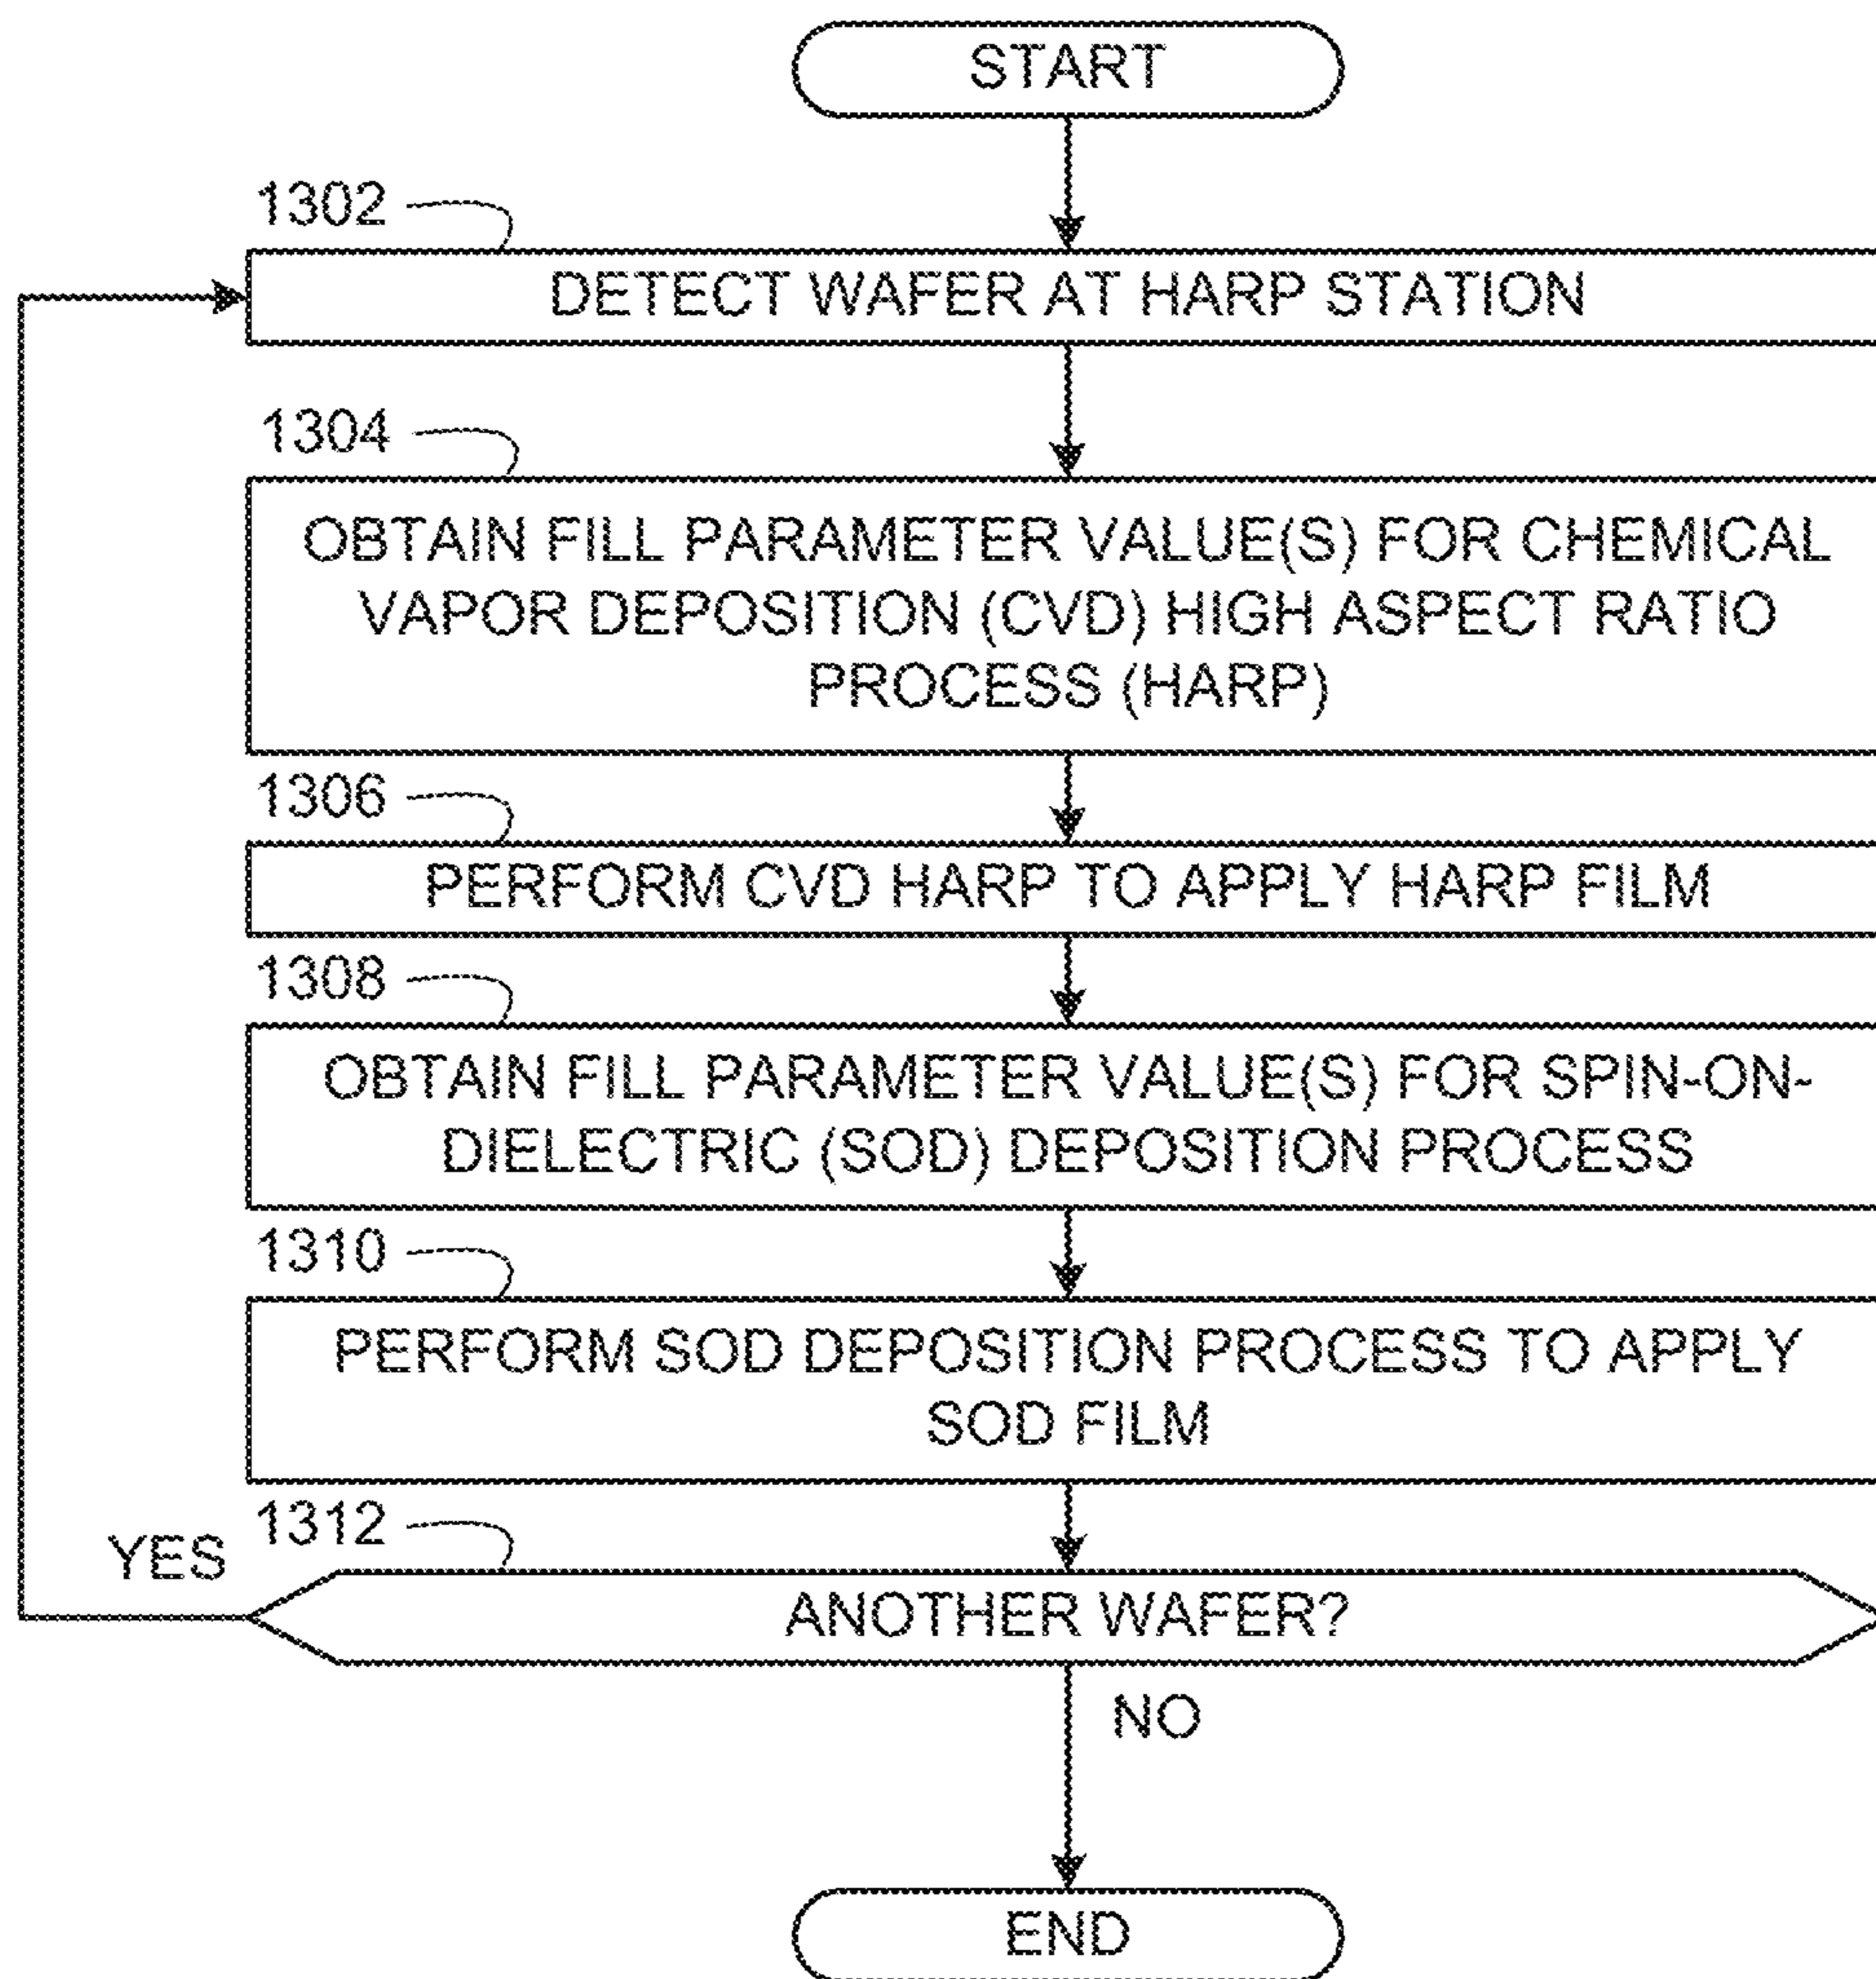 START
1302
DETECT WAFER AT HARP STATION
1304
OBTAIN FILL PARAMETER VALUE(S) FOR CHEMICAL
VAPOR DEPOSITION (CVD) HIGH ASPECT RATIO
PROCESS (HARP)
1306
PERFORM CVD HARP TO APPLY HARP FILM
1308
OBTAIN FILL PARAMETER VALUE(S) FOR SPIN-ON-
DIELECTRIC (SOD) DEPOSITION PROCESS
1310
PERFORM SOD DEPOSITION PROCESS TO APPLY
SOD FILM
1312
YES
ANOTHER WAFER?
NO
END